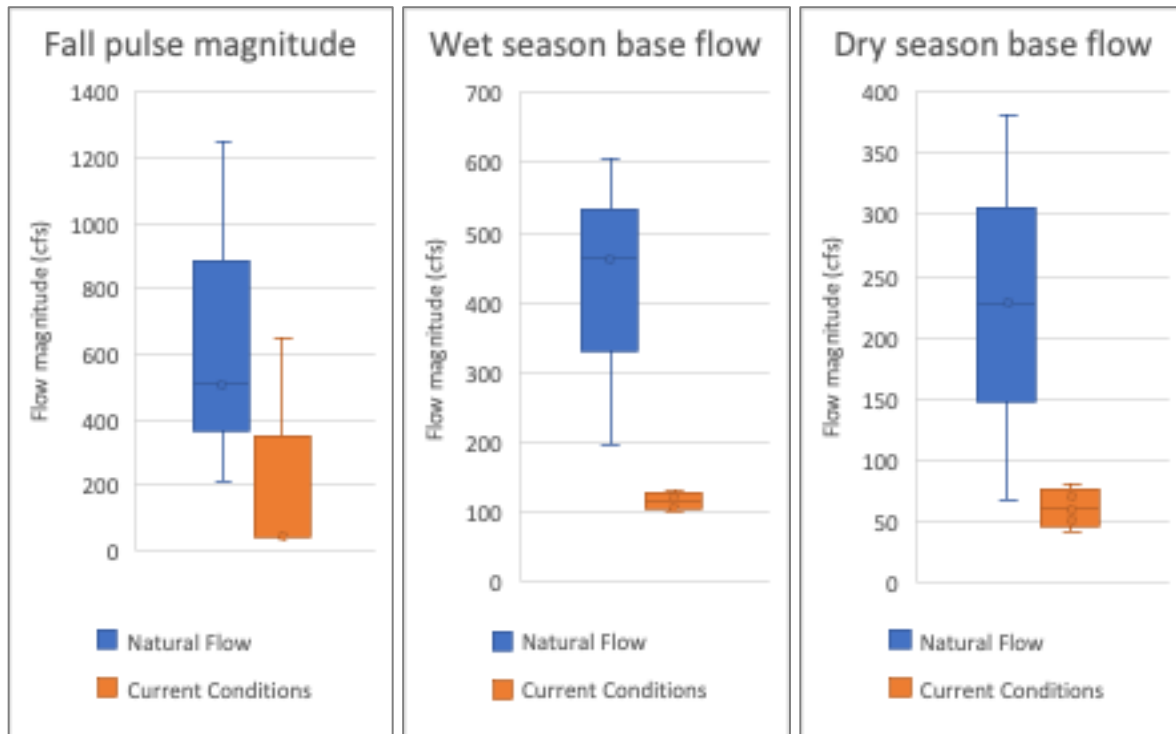 Fall pulse magnitude
1400
1200
1000
800
600
400
200
0
Flow magnitude (cfs)
Natural Flow
Current Conditions
Wet season base flow
700
600
500
400
300
200
100
0
Flow magnitude (cfs)
Natural Flow
Current Conditions
Dry season base flow
400
350
300
250
200
150
100
50
0
Flow magnitude (cfs)
Natural Flow
Current Conditions